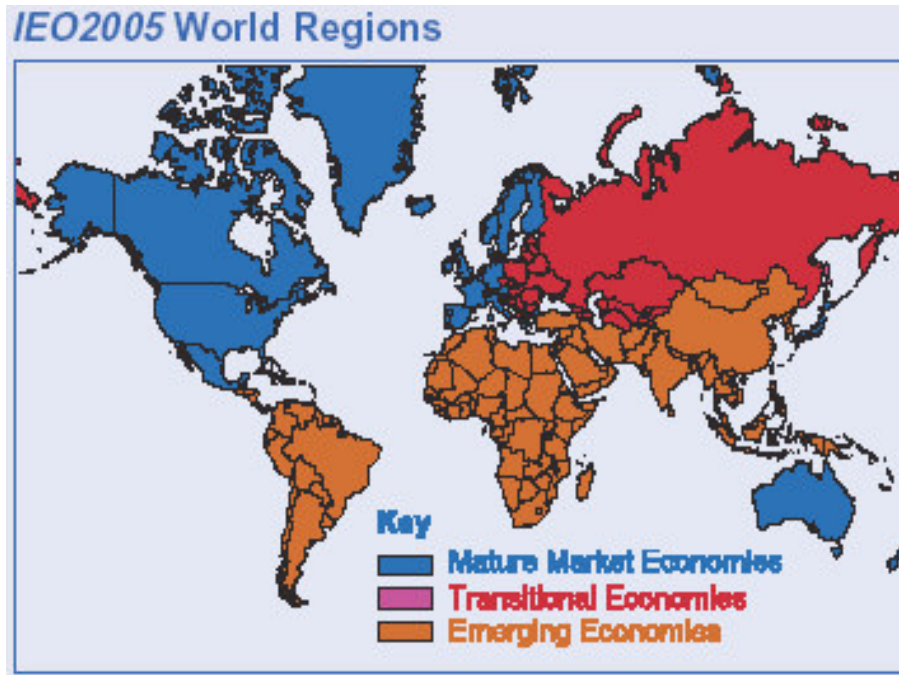 IEO2005 World Regions
Key
Mature Market Economies
Transitional Economies
Emerging Economies